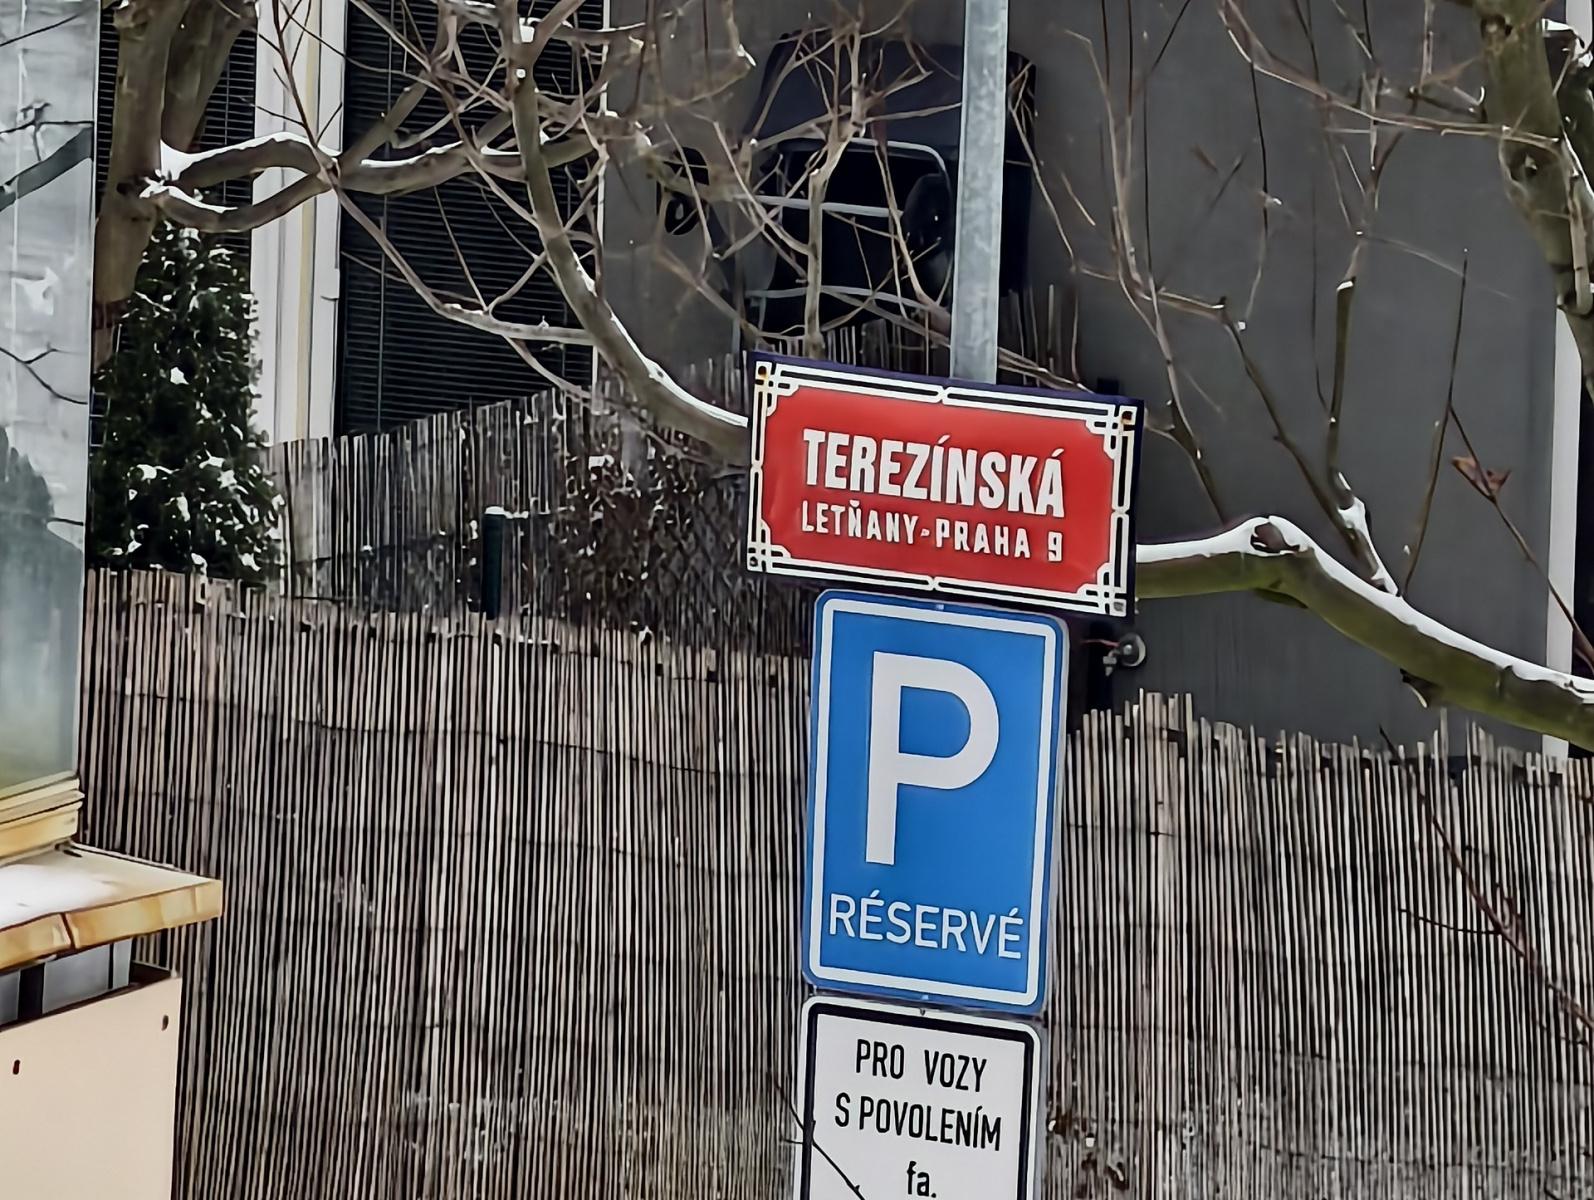 TEREZÍNSKÁ
LETŇANY-PRAHA 9
P
RÉSERVÉ
PRO VOZY
S POVOLENÍM
fa.